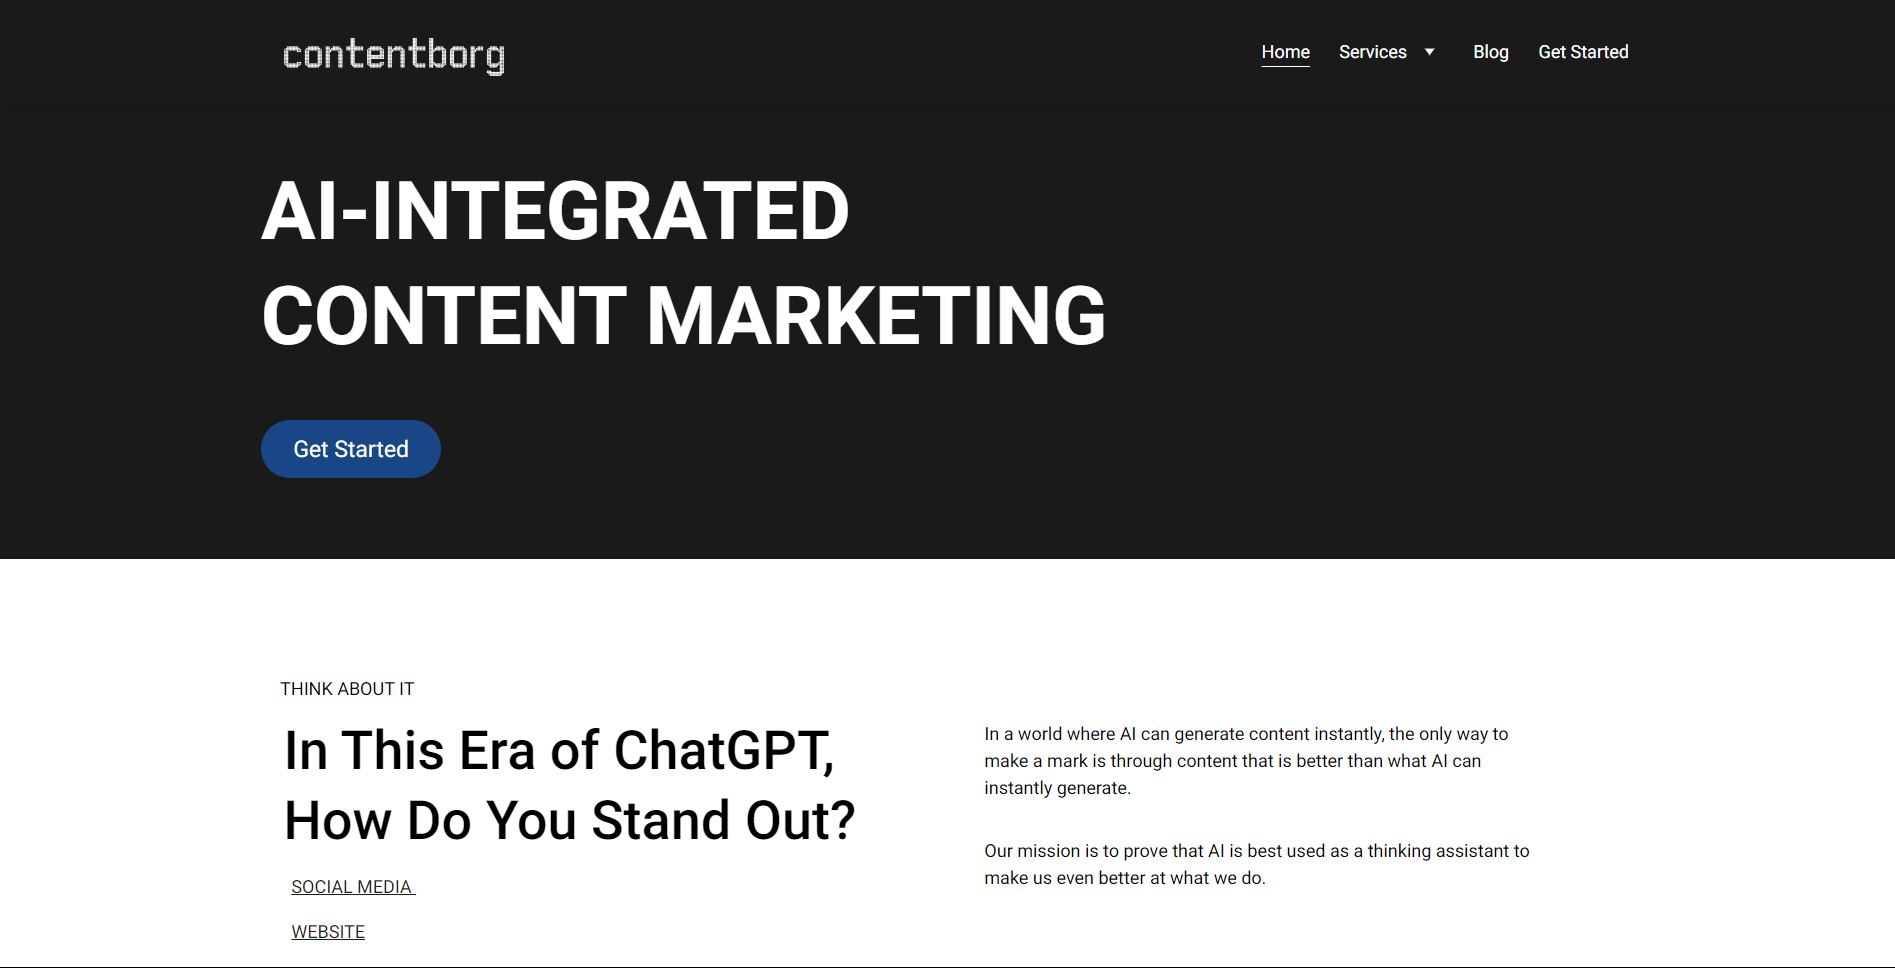 contentborg
Home Services Blog Get Started
AI-INTEGRATED
CONTENT MARKETING
Get Started
THINK ABOUT IT
In This Era of ChatGPT,
How Do You Stand Out?
SOCIAL MEDIA
WEBSITE
In a world where AI can generate content instantly, the only way to
make a mark is through content that is better than what AI can
instantly generate.
Our mission is to prove that AI is best used as a thinking assistant to
make us even better at what we do.